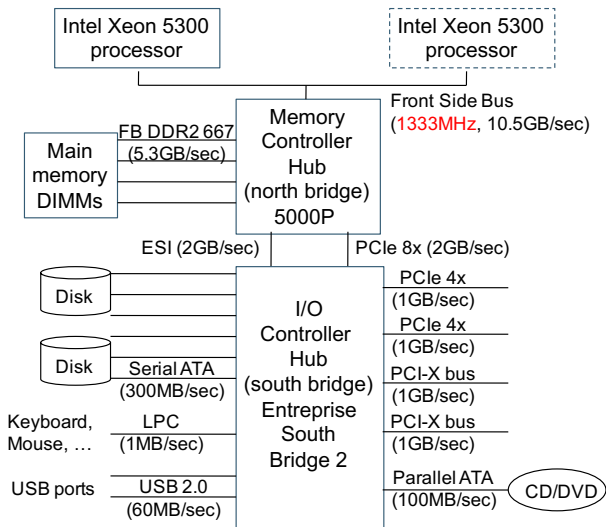 Intel Xeon 5300
processor
Intel Xeon 5300
processor
Front Side Bus
(1333MHz, 10.5GB/sec)
FB DDR2 667
(5.3GB/sec)
Main
memory
DIMMs
Memory
Controller
Hub
(north bridge)
5000P
ESI (2GB/sec)
PCIe 8x (2GB/sec)
Disk
Disk
Serial ATA
(300MB/sec)
Keyboard,
Mouse, …
LPC
(1MB/sec)
USB ports
USB 2.0
(60MB/sec)
I/O
Controller
Hub
(south bridge)
Entreprise
South
Bridge 2
PCIe 4x
(1GB/sec)
PCIe 4x
(1GB/sec)
PCI-X bus
(1GB/sec)
PCI-X bus
(1GB/sec)
Parallel ATA
(100MB/sec)
CD/DVD